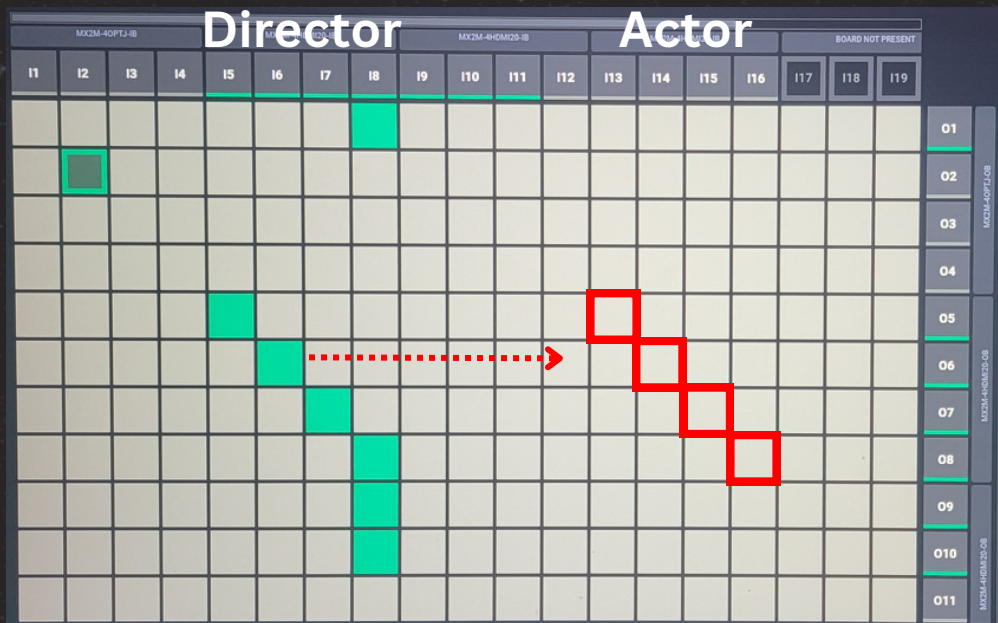 Director Actor
MX2M-4OPTJ-IB MX2M-4HDMI20-IB BOARD NOT PRESENT
I1 I2 I3 I4 I5 I6 I7 I8 I9 I10 I11 I12 I13 I14 I15 I16 I17 I18 I19
O1
O2
O3
O4
O5
O6
O7
O8
O9
O10
O11
MX2M-4OPTJ-OB
MX2M-4HDMI20-OB
MX2M-4HDMI20-OB